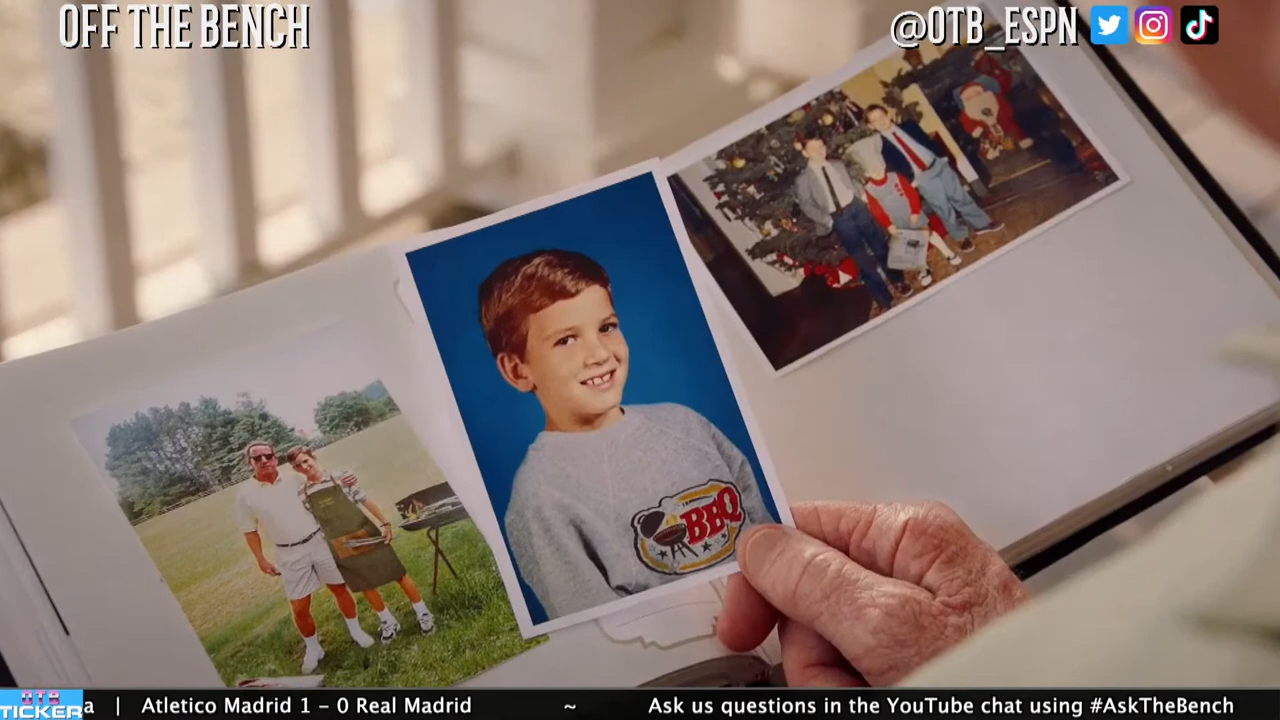 OFF THE BENCH
@OTB_ESPN
BBQ
OTB
TICKER
a | Atletico Madrid 1 - 0 Real Madrid ~ Ask us questions in the YouTube chat using #AskTheBench